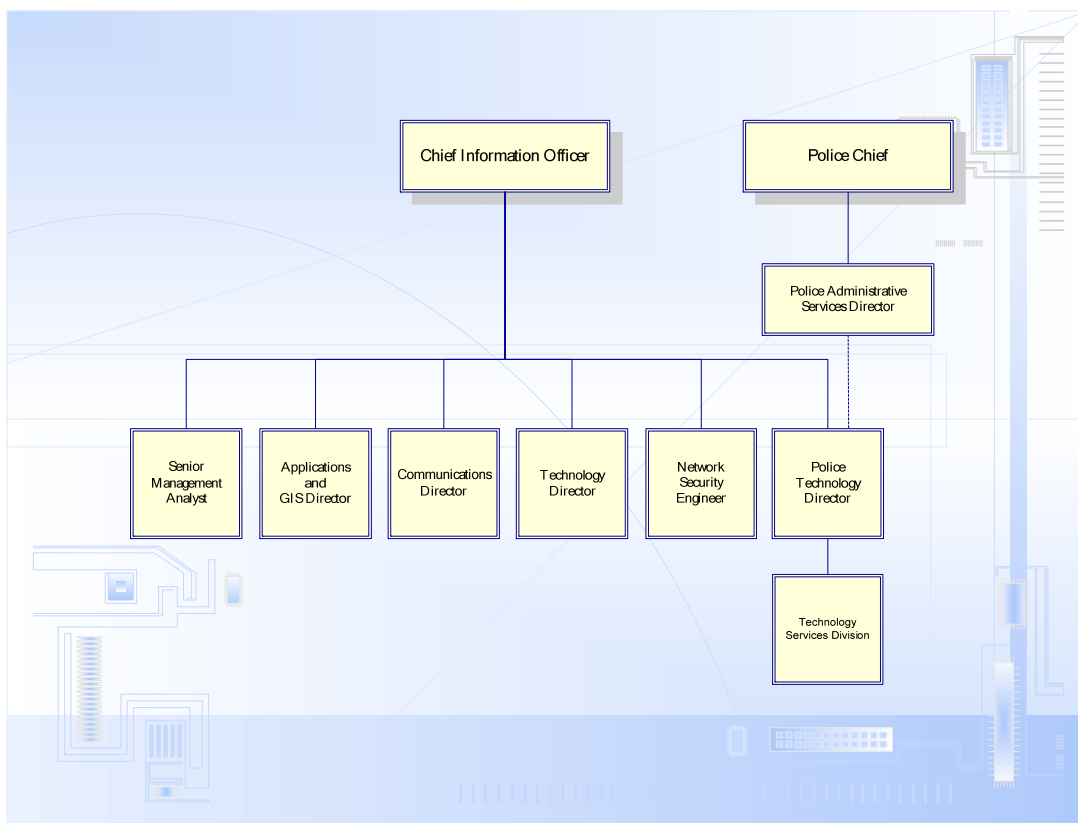 Chief Information Officer
Police Chief
Police Administrative
Services Director
Senior
Management
Analyst
Applications
and
GIS Director
Communications
Director
Technology
Director
Network
Security
Engineer
Police
Technology
Director
Technology
Services Division